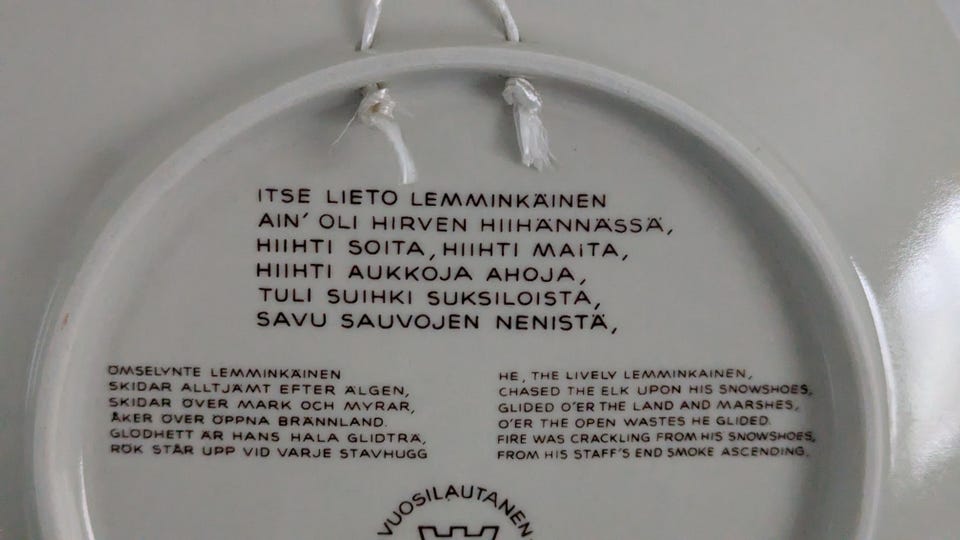 ITSE LIETO LEMMINKÄINEN
AIN' OLI HIRVEN HIIHÄNNÄSSÄ,
HIIHTI SOITA, HIIHTI MAITA,
HIIHTI AUKKOJA AHOJA,
TULI SUIHKI SUKSILOISTA,
SAVU SAUVOJEN NENISTÄ,
ÖMSELYNTE LEMMINKÄINEN
SKIDAR ALLTJÄMT EFTER ÄLGEN,
SKIDAR ÖVER MARK OCH MYRAR,
ÅKER ÖVER ÖPPNA BRÄNNLAND.
GLÖDHETT ÄR HANS HALA GLIDTRÄ,
RÖK STÅR UPP VID VARJE STAVHUGG
HE, THE LIVELY LEMMINKAINEN,
CHASED THE ELK UPON HIS SNOWSHOES,
GLIDED O'ER THE LAND AND MARSHES,
O'ER THE OPEN WASTES HE GLIDED.
FIRE WAS CRACKLING FROM HIS SNOWSHOES,
FROM HIS STAFF'S END SMOKE ASCENDING.
VUOSILAUTANEN